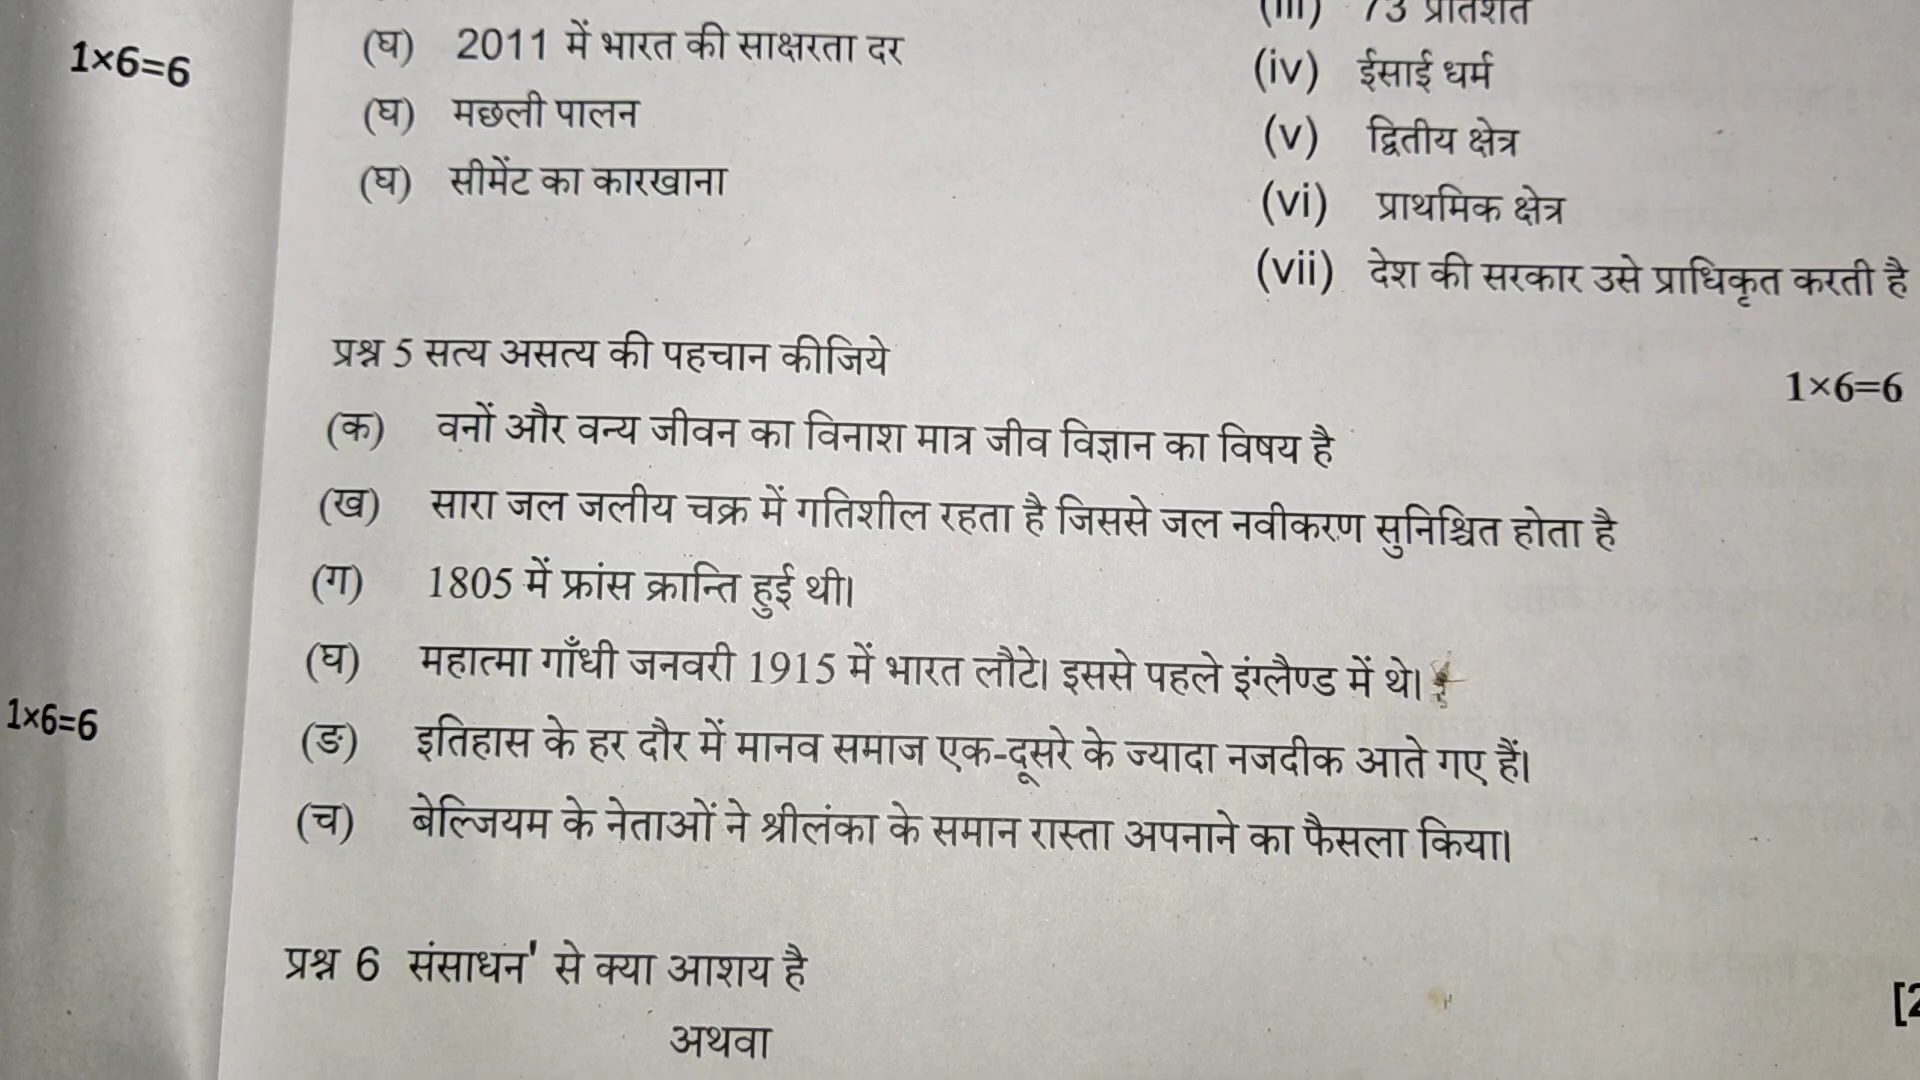 1×6=6
(घ) 2011 में भारत की साक्षरता दर
(घ) मछली पालन
(घ) सीमेंट का कारखाना
(iii) 73 प्रतिशत
(iv) ईसाई धर्म
(v) द्वितीय क्षेत्र
(vi) प्राथमिक क्षेत्र
(vii) देश की सरकार उसे प्राधिकृत करती है
प्रश्न 5 सत्य असत्य की पहचान कीजिये
1×6=6
(क) वनों और वन्य जीवन का विनाश मात्र जीव विज्ञान का विषय है
(ख) सारा जल जलीय चक्र में गतिशील रहता है जिससे जल नवीकरण सुनिश्चित होता है
(ग) 1805 में फ्रांस क्रान्ति हुई थी।
(घ) महात्मा गाँधी जनवरी 1915 में भारत लौटे। इससे पहले इंग्लैण्ड में थे।
1×6=6
(ङ) इतिहास के हर दौर में मानव समाज एक-दूसरे के ज्यादा नजदीक आते गए हैं।
(च) बेल्जियम के नेताओं ने श्रीलंका के समान रास्ता अपनाने का फैसला किया।
प्रश्न 6 संसाधन' से क्या आशय है
[2
अथवा